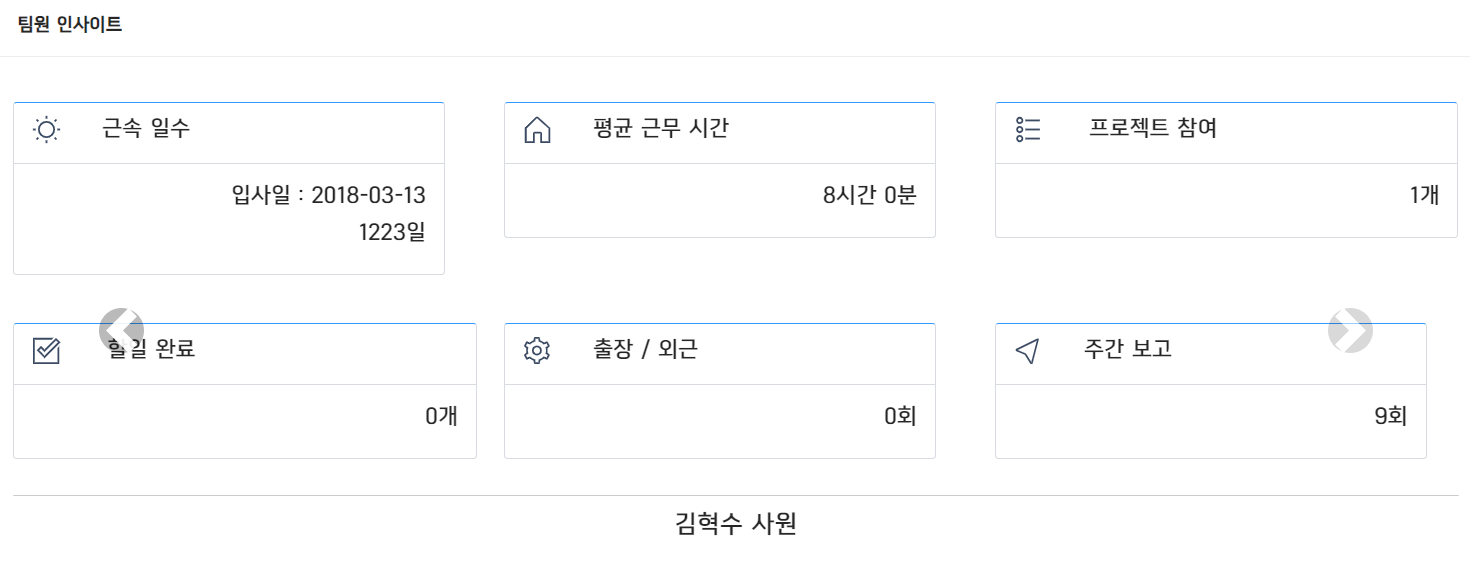 팀원 인사이트
근속 일수
입사일 : 2018-03-13
1223일
평균 근무 시간
8시간 0분
프로젝트 참여
1개
할일 완료
0개
출장 / 외근
0회
주간 보고
9회
김혁수 사원